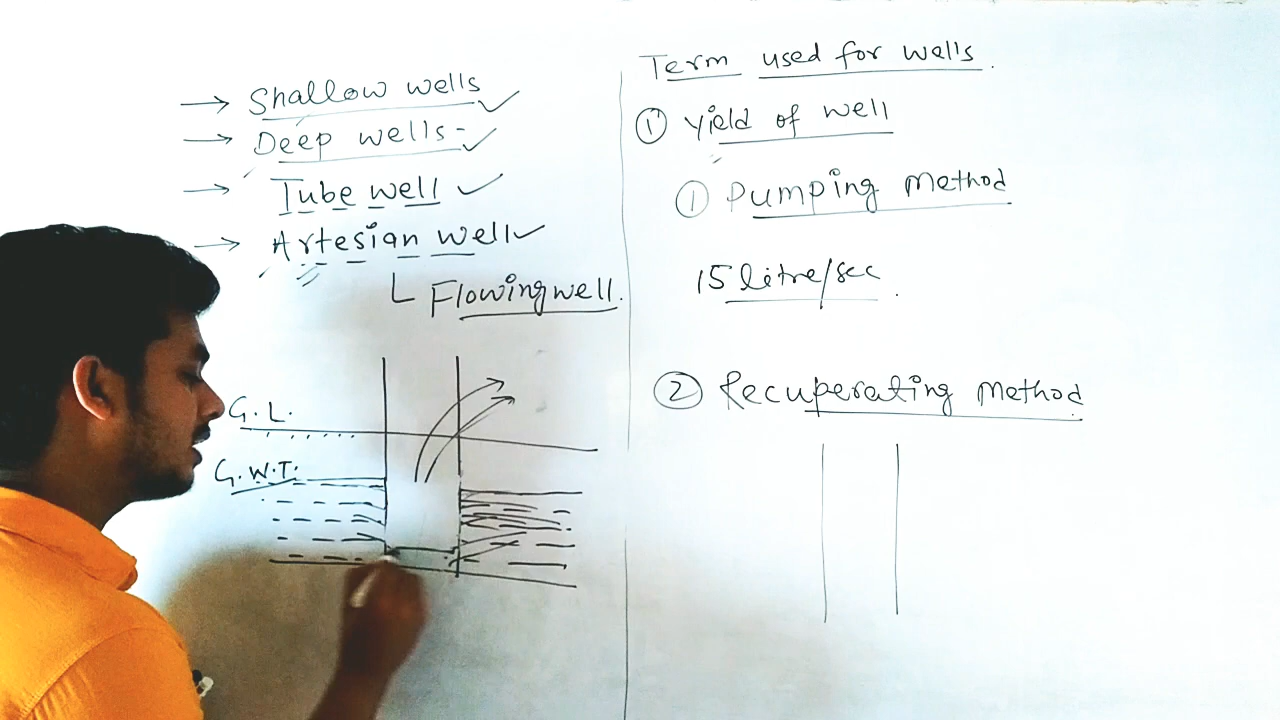 → Shallow wells ✓
→ Deep wells - ✓
→ Tube well ✓
→ Artesian well ✓
Flowing well.
G. L.
G. W. T.
Term used for wells.
① Yield of well
① Pumping Method
15 litre/sec.
② Recuperating Method